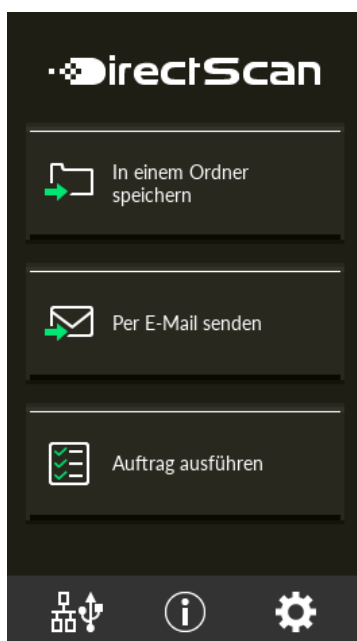 DirectScan
In einem Ordner
speichern
Per E-Mail senden
Auftrag ausführen